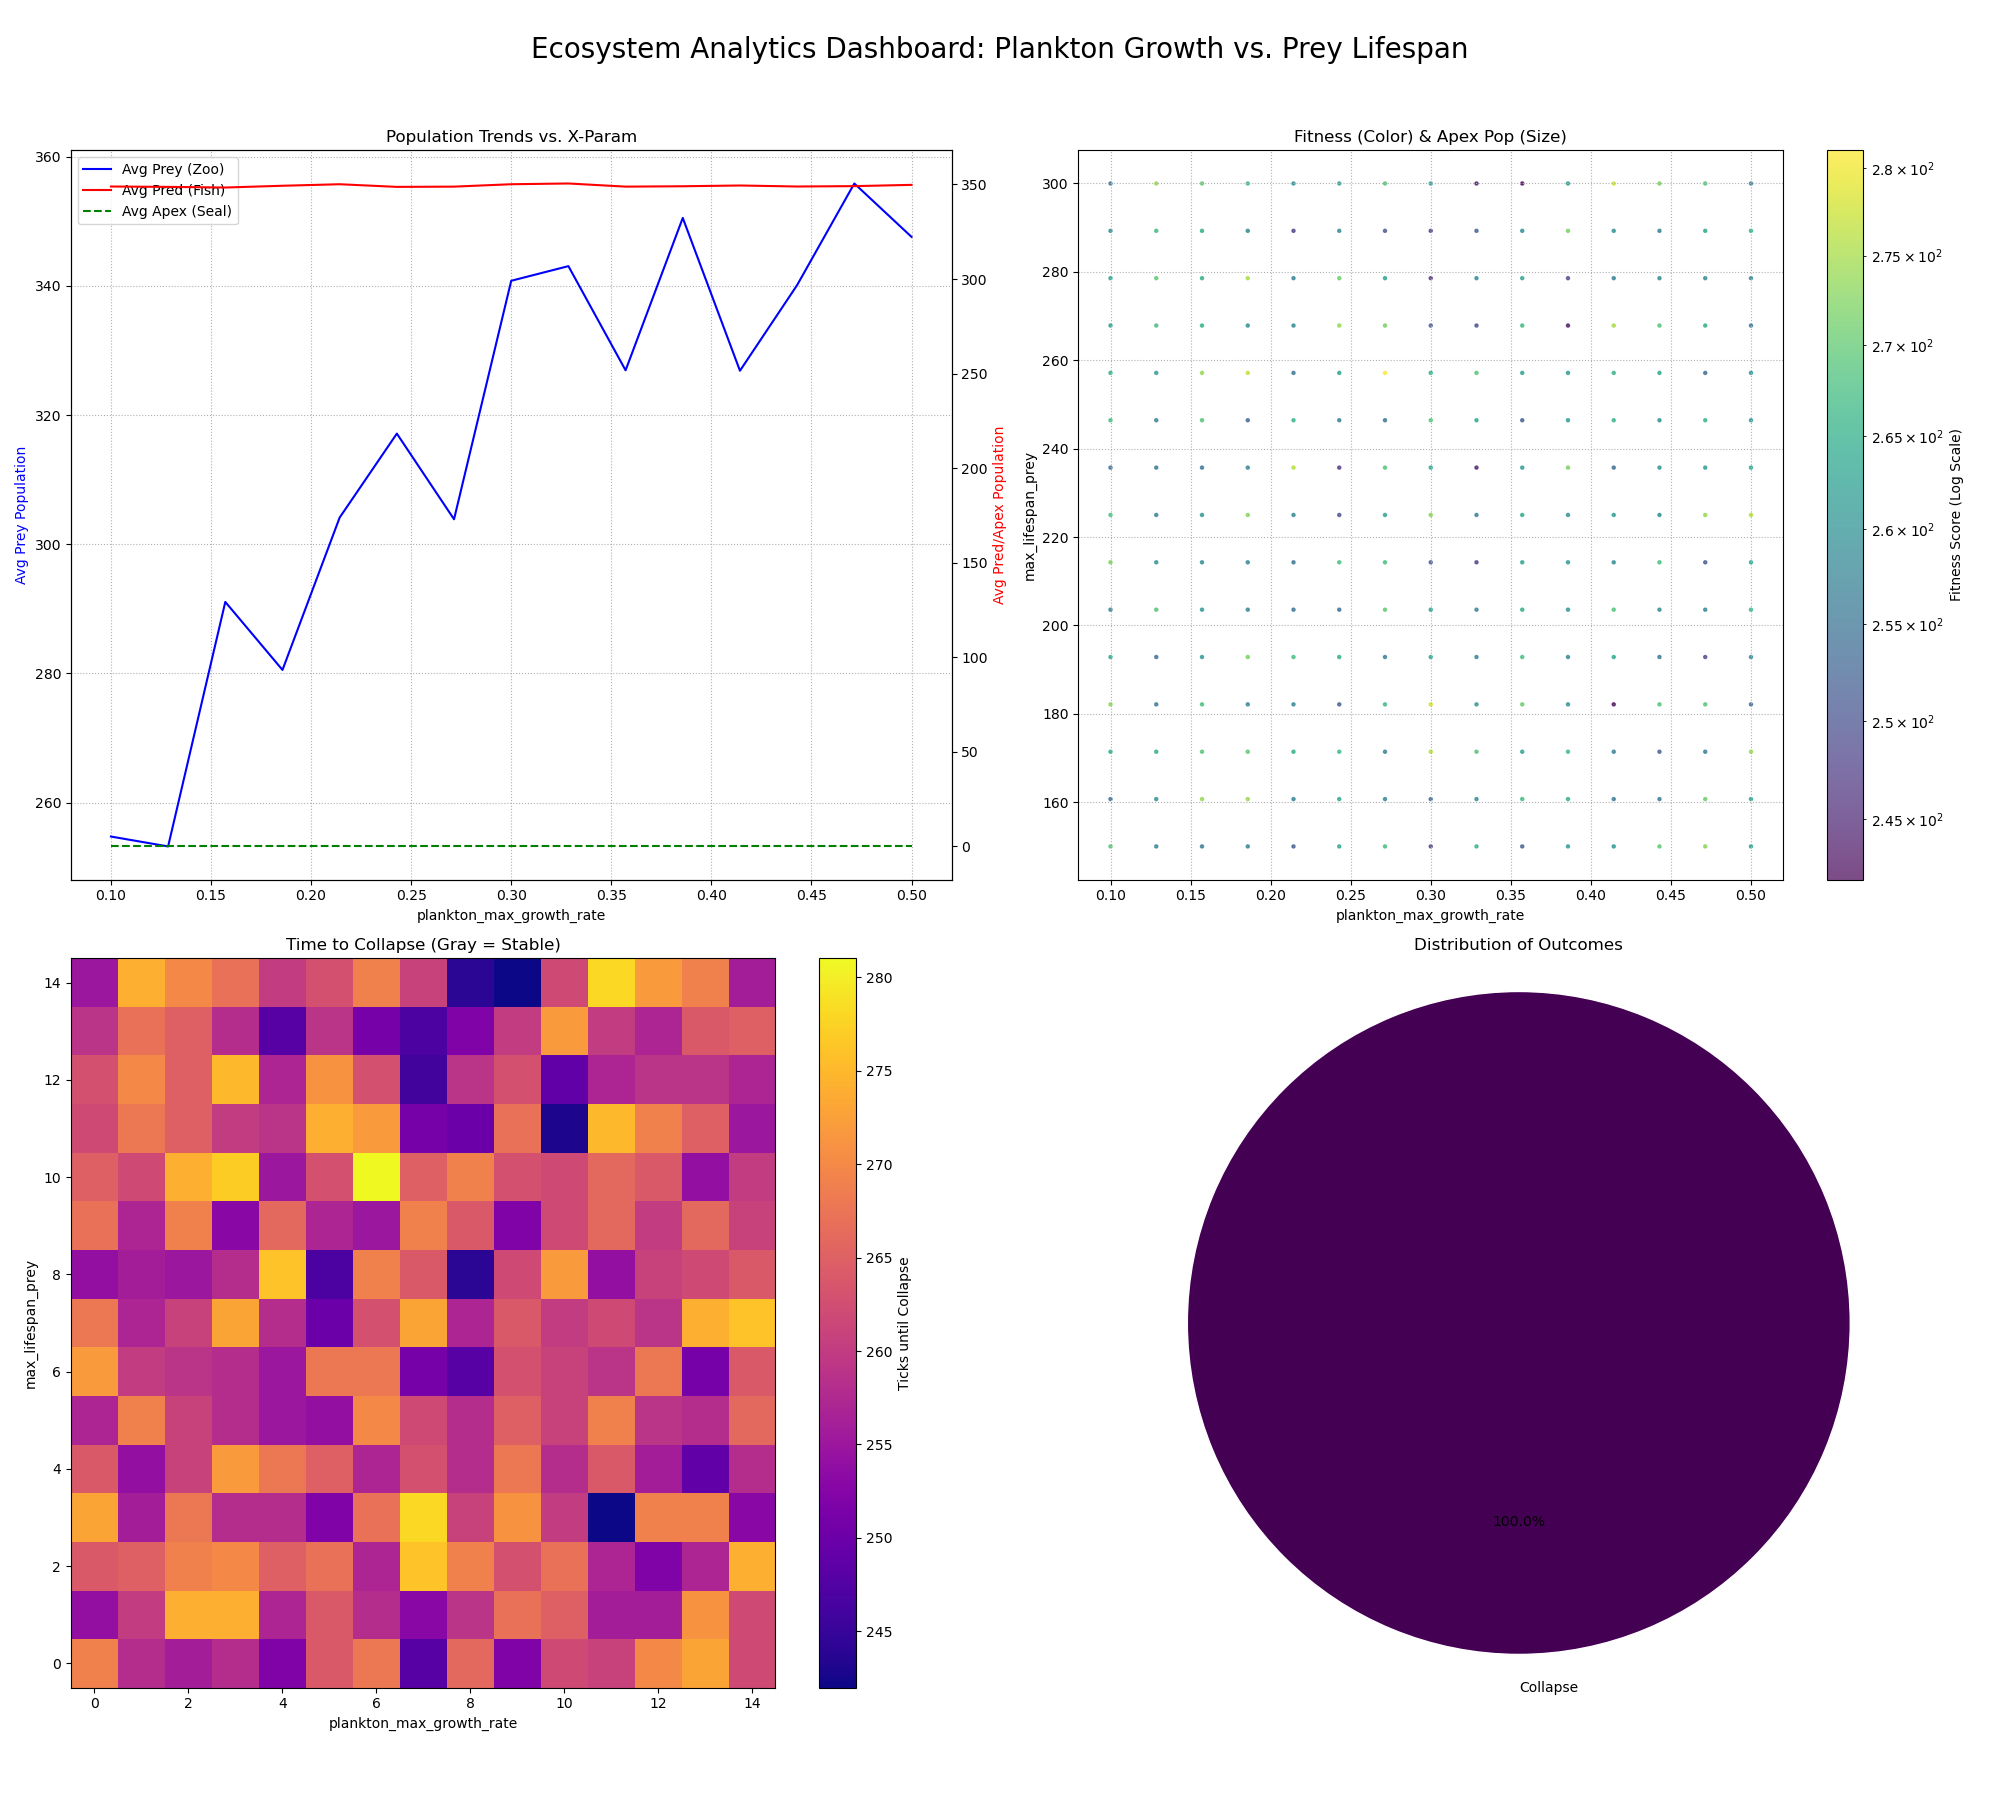 Ecosystem Analytics Dashboard: Plankton Growth vs. Prey Lifespan
Population Trends vs. X-Param
Avg Prey (Zoo)
Avg Pred (Fish)
Avg Apex (Seal)
360
340
320
300
280
260
Avg Prey Population
350
300
250
200
150
100
50
0
Avg Pred/Apex Population
0.10 0.15 0.20 0.25 0.30 0.35 0.40 0.45 0.50
plankton_max_growth_rate
Fitness (Color) & Apex Pop (Size)
300
280
260
240
220
200
180
160
max_lifespan_prey
0.10 0.15 0.20 0.25 0.30 0.35 0.40 0.45 0.50
plankton_max_growth_rate
2.8 × 10²
2.75 × 10²
2.7 × 10²
2.65 × 10²
2.6 × 10²
2.55 × 10²
2.5 × 10²
2.45 × 10²
Fitness Score (Log Scale)
Time to Collapse (Gray = Stable)
14
12
10
8
6
4
2
0
max_lifespan_prey
0 2 4 6 8 10 12 14
plankton_max_growth_rate
280
275
270
265
260
255
250
245
Ticks until Collapse
Distribution of Outcomes
100.0%
Collapse